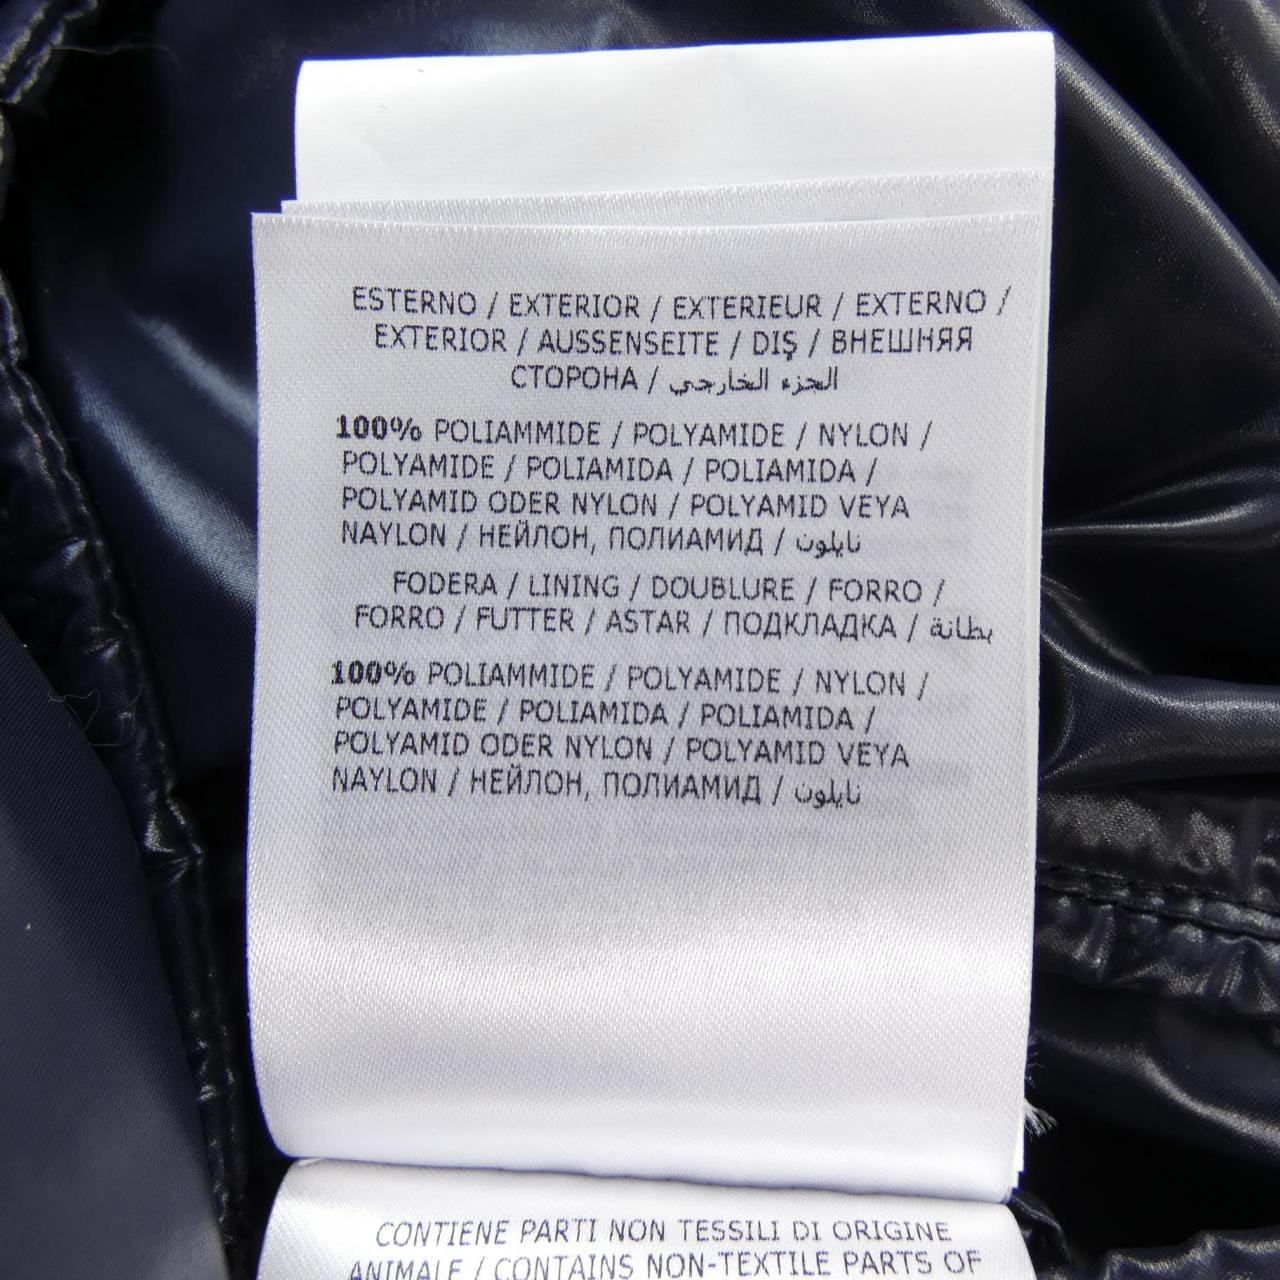 ESTERNO / EXTERIOR / EXTERIEUR / EXTERNO /
EXTERIOR / AUSSENSEITE / DIŞ / ВНЕШНЯЯ
СТОРОНА / الجزء الخارجي
100% POLIAMMIDE / POLYAMIDE / NYLON /
POLYAMIDE / POLIAMIDA / POLIAMIDA /
POLYAMID ODER NYLON / POLYAMID VEYA
NAYLON / НЕЙЛОН, ПОЛИАМИД / نايلون
FODERA / LINING / DOUBLURE / FORRO /
FORRO / FUTTER / ASTAR / ПОДКЛАДКА / بطانة
100% POLIAMMIDE / POLYAMIDE / NYLON /
POLYAMIDE / POLIAMIDA / POLIAMIDA /
POLYAMID ODER NYLON / POLYAMID VEYA
NAYLON / НЕЙЛОН, ПОЛИАМИД / نايلون
CONTIENE PARTI NON TESSILI DI ORIGINE
ANIMALE / CONTAINS NON-TEXTILE PARTS OF